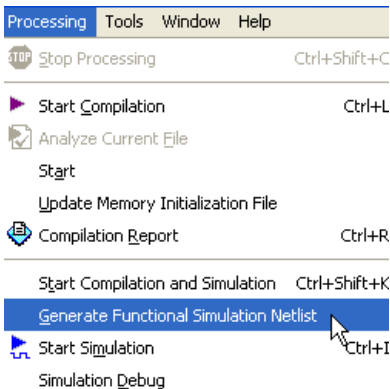 Processing Tools Window Help
STOP Stop Processing Ctrl+Shift+C
Start Compilation Ctrl+L
Analyze Current File
Start
Update Memory Initialization File
Compilation Report Ctrl+R
Start Compilation and Simulation Ctrl+Shift+K
Generate Functional Simulation Netlist
Start Simulation Ctrl+I
Simulation Debug